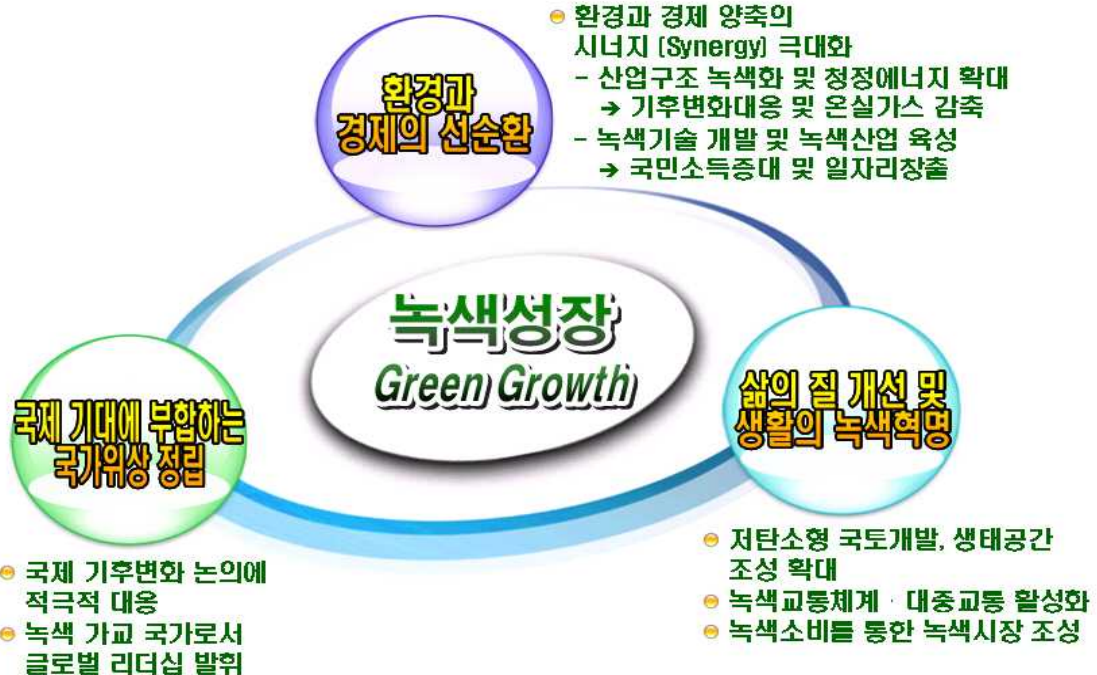 환경과
경제의 선순환
● 환경과 경제 양축의
시너지 (Synergy) 극대화
- 산업구조 녹색화 및 청정에너지 확대
➔ 기후변화대응 및 온실가스 감축
- 녹색기술 개발 및 녹색산업 육성
➔ 국민소득증대 및 일자리창출
녹색성장
Green Growth
국제 기대에 부합하는
국가위상 정립
● 국제 기후변화 논의에
적극적 대응
● 녹색 가교 국가로서
글로벌 리더십 발휘
삶의 질 개선 및
생활의 녹색혁명
● 저탄소형 국토개발, 생태공간
조성 확대
● 녹색교통체계 · 대중교통 활성화
● 녹색소비를 통한 녹색시장 조성